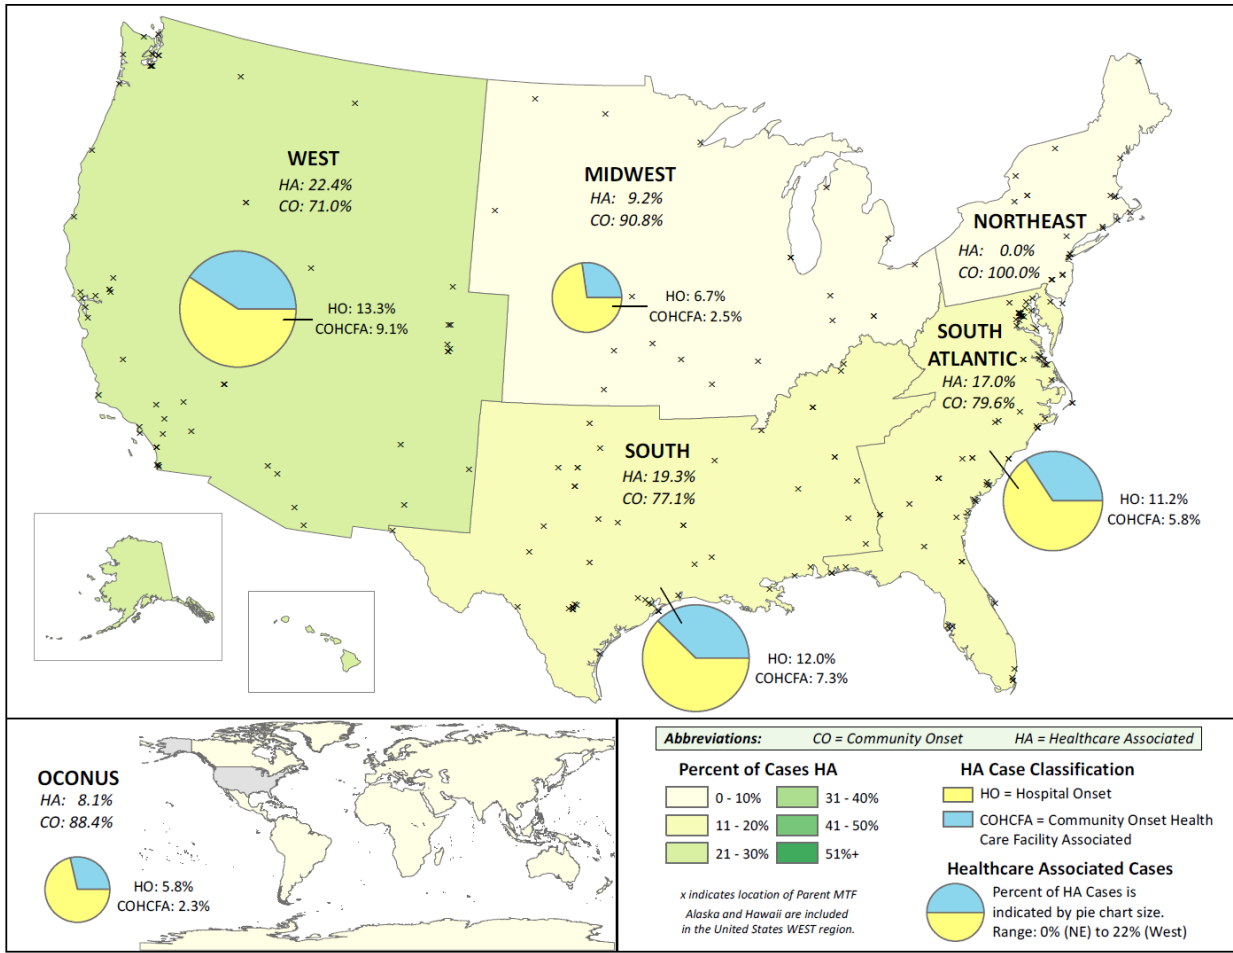 WEST
HA: 22.4%
CO: 71.0%
HO: 13.3%
COHCFA: 9.1%
MIDWEST
HA: 9.2%
CO: 90.8%
HO: 6.7%
COHCFA: 2.5%
NORTHEAST
HA: 0.0%
CO: 100.0%
SOUTH
ATLANTIC
HA: 17.0%
CO: 79.6%
HO: 11.2%
COHCFA: 5.8%
SOUTH
HA: 19.3%
CO: 77.1%
HO: 12.0%
COHCFA: 7.3%
OCONUS
HA: 8.1%
CO: 88.4%
HO: 5.8%
COHCFA: 2.3%
Abbreviations: CO = Community Onset HA = Healthcare Associated
Percent of Cases HA
0 - 10%
11 - 20%
21 - 30%
31 - 40%
41 - 50%
51%+
x indicates location of Parent MTF
Alaska and Hawaii are included
in the United States WEST region.
HA Case Classification
HO = Hospital Onset
COHCFA = Community Onset Health
Care Facility Associated
Healthcare Associated Cases
Percent of HA Cases is
indicated by pie chart size.
Range: 0% (NE) to 22% (West)